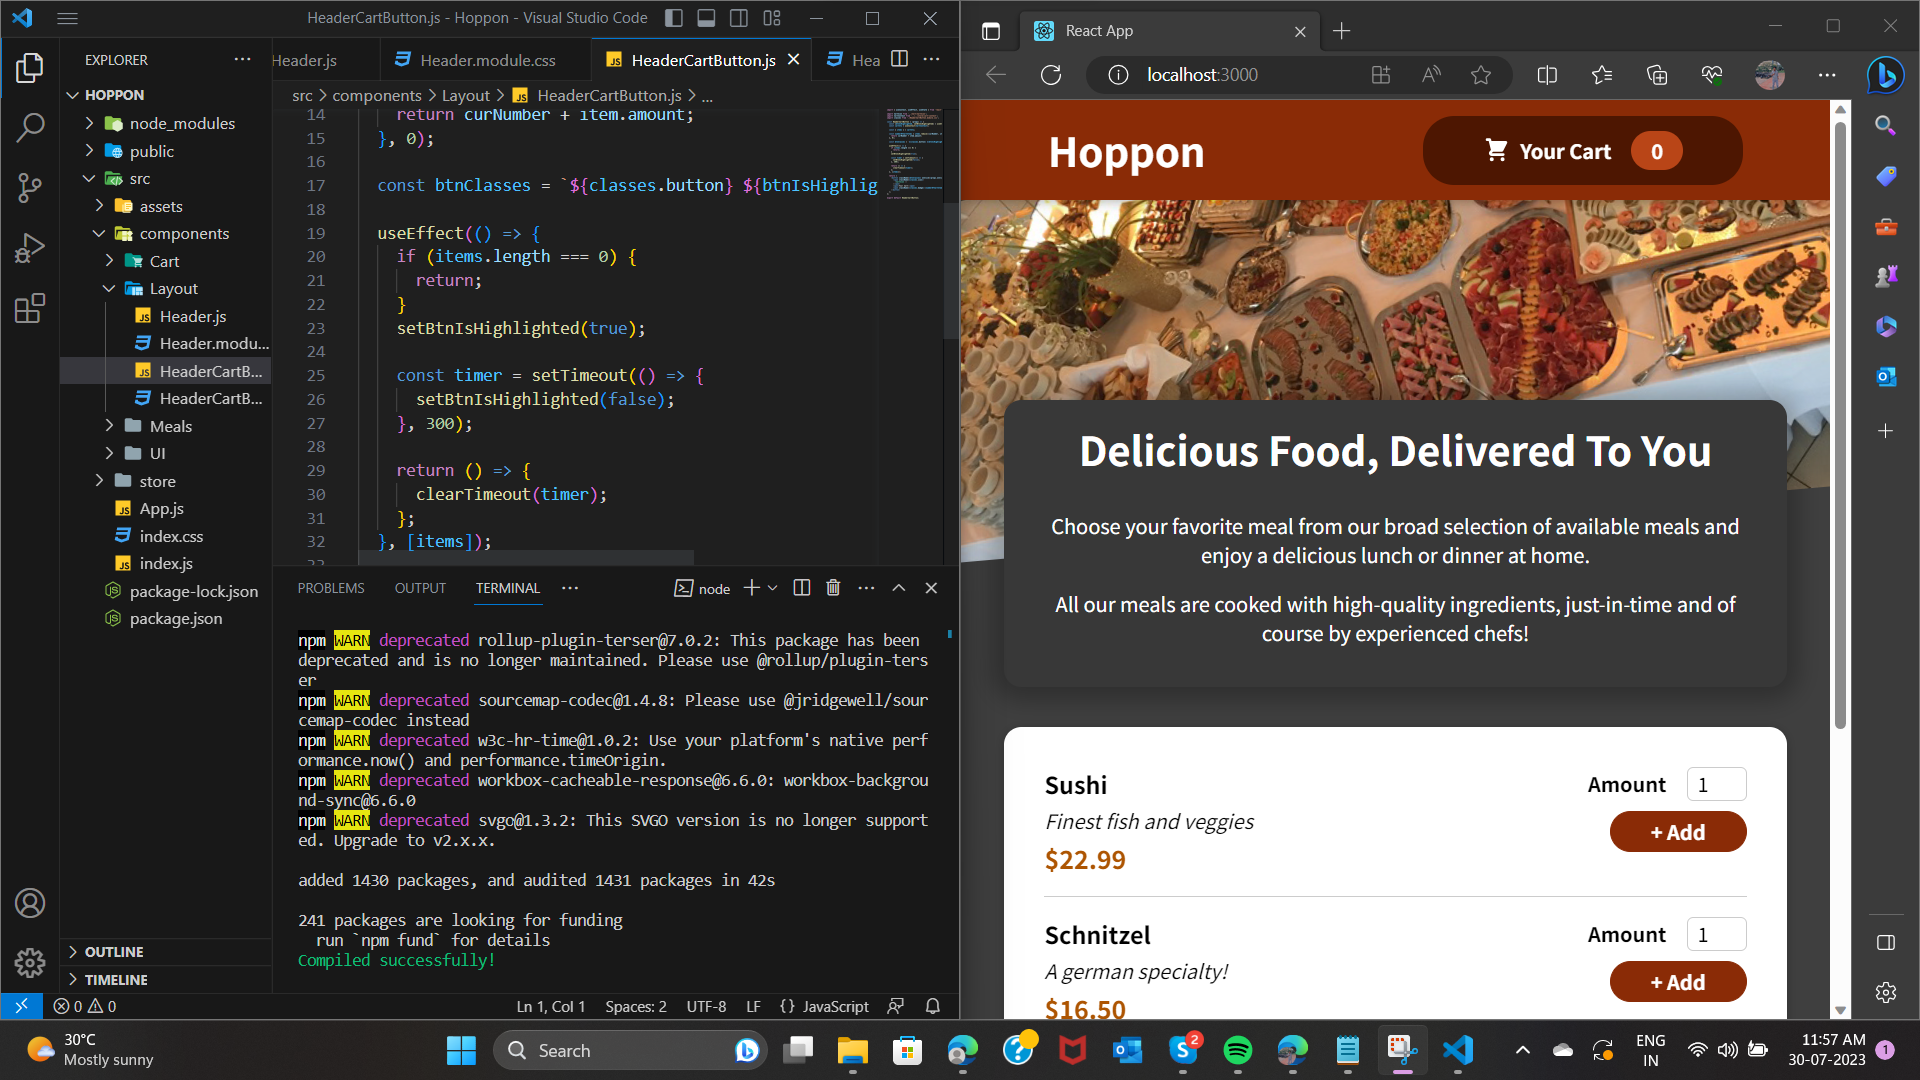 HeaderCartButton.js - Hoppon - Visual Studio Code
EXPLORER
HOPPON
node_modules
public
src
assets
components
Cart
Layout
Header.js
Header.modu...
HeaderCartB...
HeaderCartB...
Meals
UI
store
App.js
index.css
index.js
package-lock.json
package.json
OUTLINE
TIMELINE
Header.js
Header.module.css
HeaderCartButton.js
Hea
src > components > Layout > HeaderCartButton.js > ...
14 return curNumber + item.amount;
15 }, 0);
16
17 const btnClasses = `${classes.button} ${btnIsHighlig
18
19 useEffect(() => {
20 if (items.length === 0) {
21 return;
22 }
23 setBtnIsHighlighted(true);
24
25 const timer = setTimeout(() => {
26 setBtnIsHighlighted(false);
27 }, 300);
28
29 return () => {
30 clearTimeout(timer);
31 };
32 }, [items]);
PROBLEMS OUTPUT TERMINAL
node
npm WARN deprecated rollup-plugin-terser@7.0.2: This package has been
deprecated and is no longer maintained. Please use @rollup/plugin-ters
er
npm WARN deprecated sourcemap-codec@1.4.8: Please use @jridgewell/sour
cemap-codec instead
npm WARN deprecated w3c-hr-time@1.0.2: Use your platform's native perf
ormance.now() and performance.timeOrigin.
npm WARN deprecated workbox-cacheable-response@6.6.0: workbox-backgrou
nd-sync@6.6.0
npm WARN deprecated svgo@1.3.2: This SVGO version is no longer support
ed. Upgrade to v2.x.x.
added 1430 packages, and audited 1431 packages in 42s
241 packages are looking for funding
run `npm fund` for details
Compiled successfully!
0 0
Ln 1, Col 1 Spaces: 2 UTF-8 LF {} JavaScript
React App
localhost:3000
Hoppon
Your Cart 0
Delicious Food, Delivered To You
Choose your favorite meal from our broad selection of available meals and
enjoy a delicious lunch or dinner at home.
All our meals are cooked with high-quality ingredients, just-in-time and of
course by experienced chefs!
Sushi
Finest fish and veggies
$22.99
Amount 1
+ Add
Schnitzel
A german specialty!
$16.50
Amount 1
+ Add
30°C
Mostly sunny
Search
2
ENG
IN
11:57 AM
30-07-2023
1